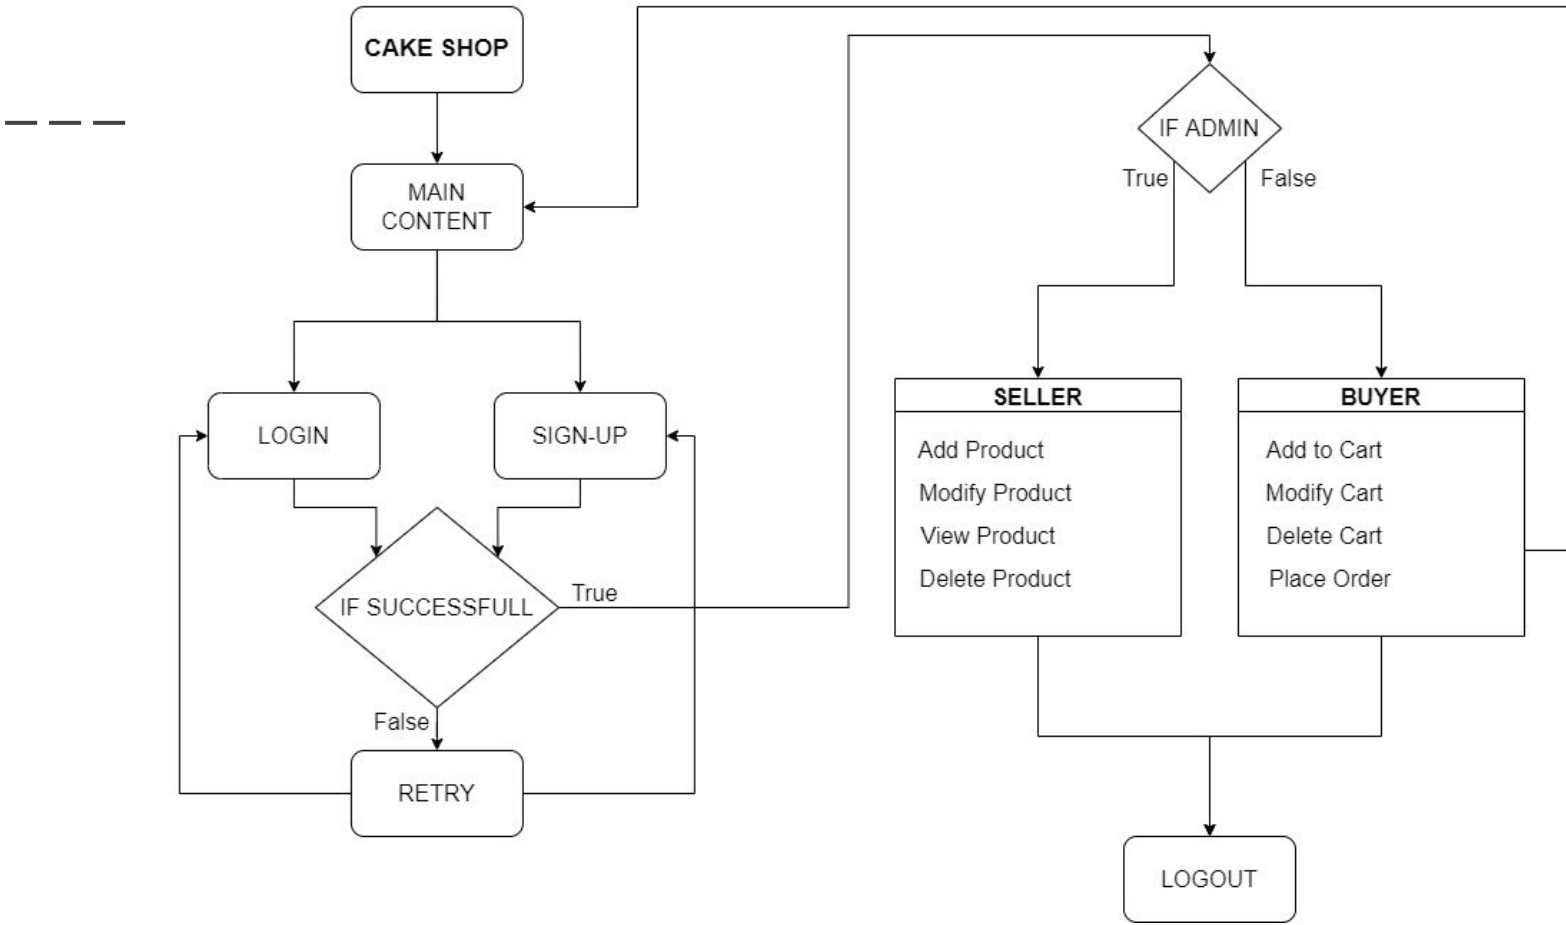 CAKE SHOP
MAIN
CONTENT
LOGIN
SIGN-UP
IF SUCCESSFULL
True
False
RETRY
IF ADMIN
True
False
SELLER
Add Product
Modify Product
View Product
Delete Product
BUYER
Add to Cart
Modify Cart
Delete Cart
Place Order
LOGOUT